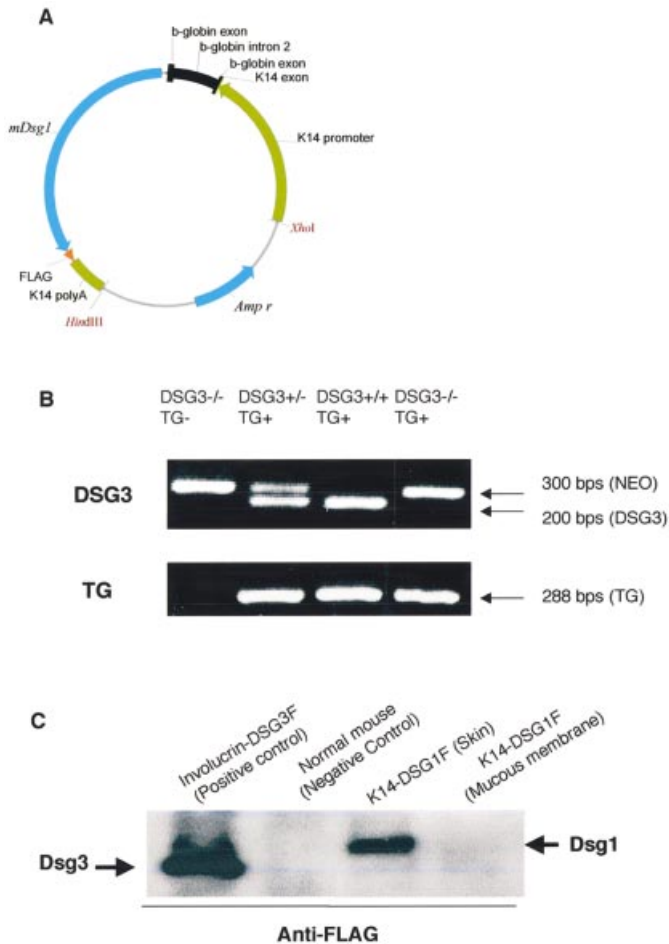 A
b-globin exon
b-globin intron 2
b-globin exon
K14 exon
mDsg1
K14 promoter
XhoI
FLAG
K14 polyA
HindIII
Amp r
B
DSG3-/- DSG3+/- DSG3+/+ DSG3-/-
TG- TG+ TG+ TG+
DSG3
300 bps (NEO)
200 bps (DSG3)
TG
288 bps (TG)
C
Involucrin-DSG3F
(Positive control)
Normal mouse
(Negative Control)
K14-DSG1F (Skin)
K14-DSG1F
(Mucous membrane)
Dsg3
Dsg1
Anti-FLAG